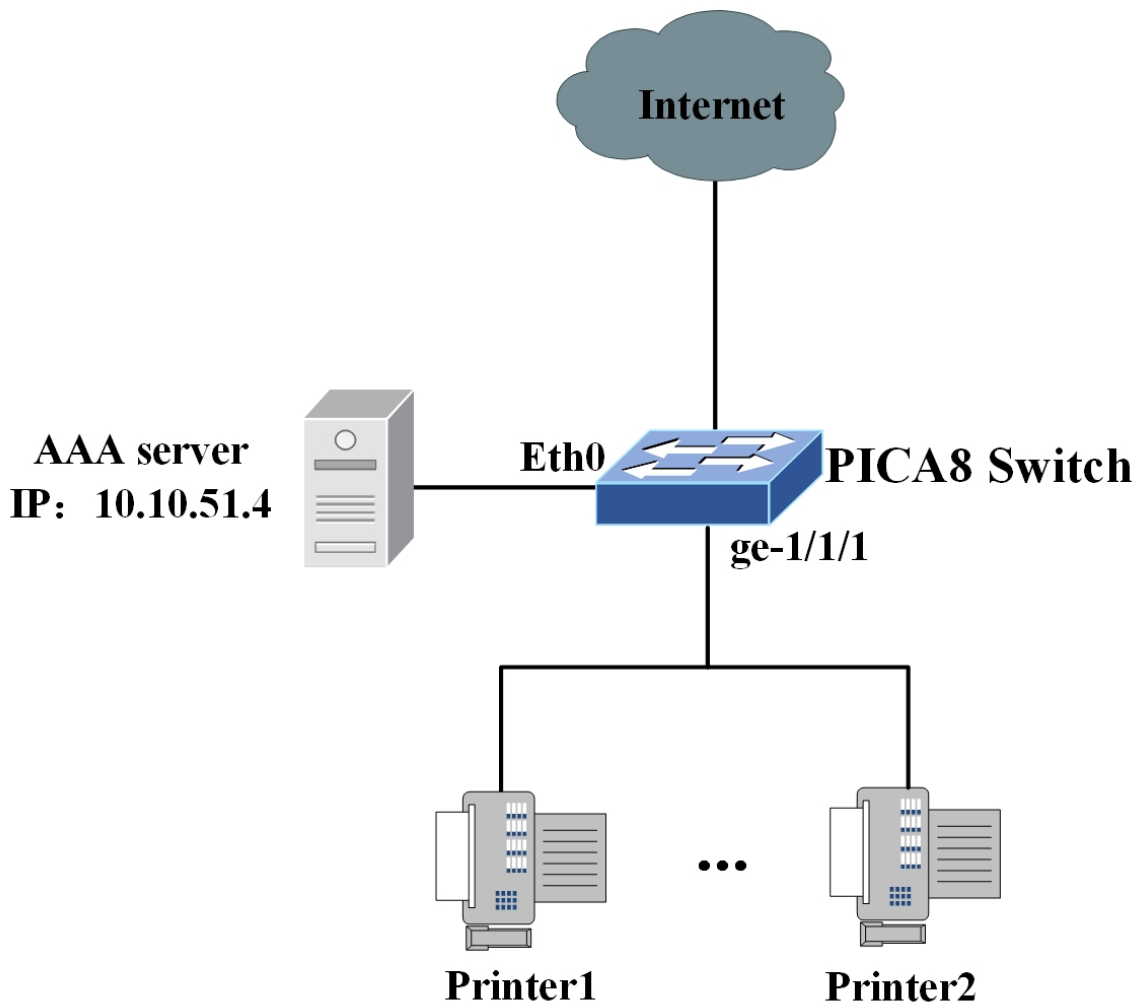 Internet
AAA server
IP：10.10.51.4
Eth0
PICA8 Switch
ge-1/1/1
...
Printer1
Printer2